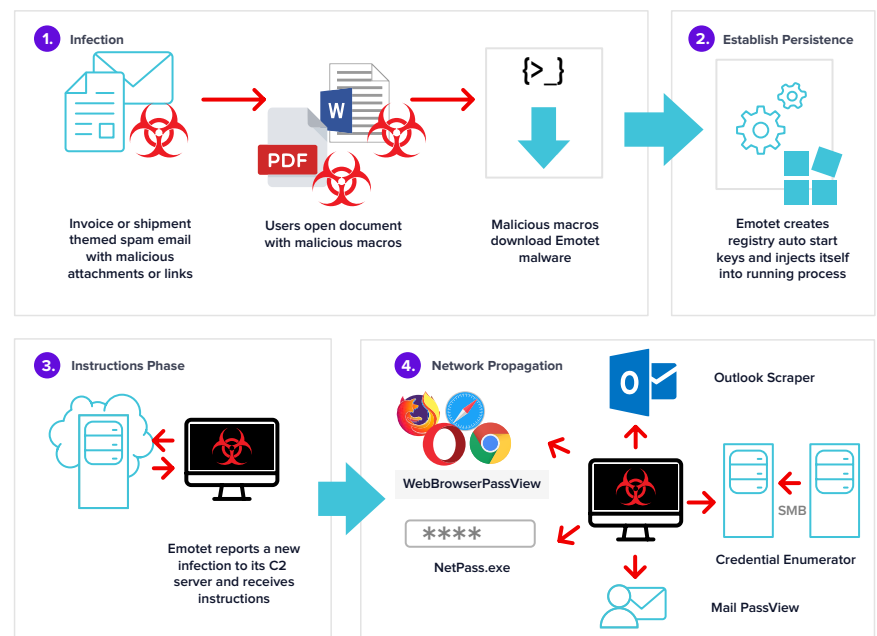 1. Infection
{>_}
W
PDF
Invoice or shipment
themed spam email
with malicious
attachments or links
Users open document
with malicious macros
Malicious macros
download Emotet
malware
2. Establish Persistence
Emotet creates
registry auto start
keys and injects itself
into running process
3. Instructions Phase
Emotet reports a new
infection to its C2
server and receives
instructions
4. Network Propagation
O
Outlook Scraper
WebBrowserPassView
****
NetPass.exe
SMB
Credential Enumerator
Mail PassView